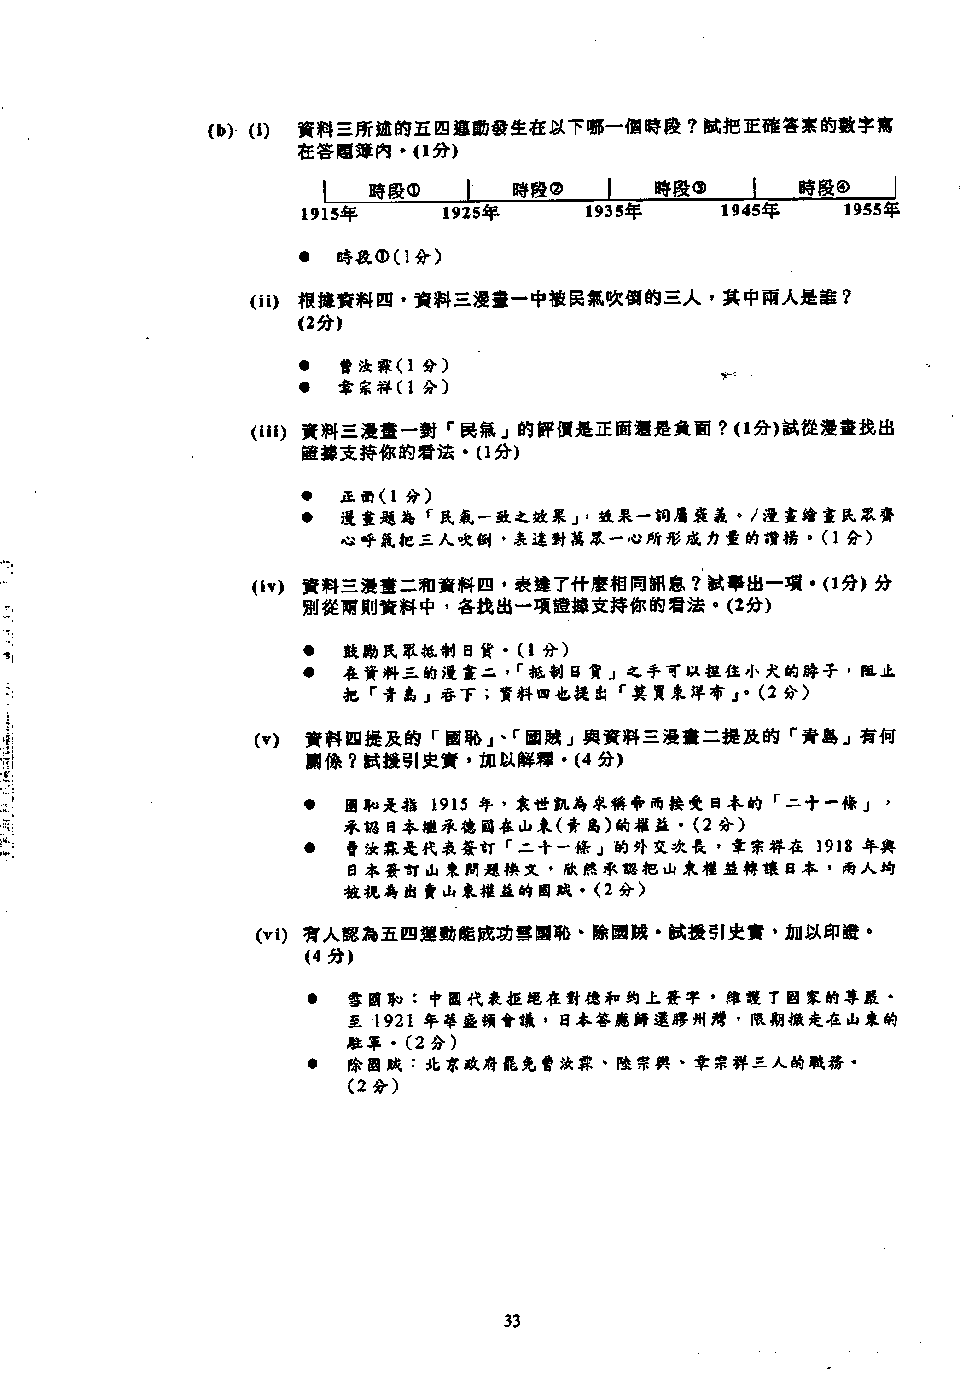 (b) (i) 資料三所述的五四運動發生在以下哪一個時段？試把正確答案的數字寫
在答題簿內。(1分)
時段① 時段② 時段③ 時段④
1915年 1925年 1935年 1945年 1955年
● 時段①(1分)
(ii) 根據資料四，資料三漫畫一中被民氣吹倒的三人，其中兩人是誰？
(2分)
● 曾汝霖(1分)
● 章宗祥(1分)
(iii) 資料三漫畫一對「民氣」的評價是正面還是負面？(1分)試從漫畫找出
證據支持你的看法。(1分)
● 正面(1分)
● 漫畫題為「民氣一致之效果」，效果一詞屬褒義。/漫畫繪畫民眾齊
心呼氣把三人吹倒，表達對萬眾一心所形成力量的讚揚。(1分)
(iv) 資料三漫畫二和資料四，表達了什麼相同訊息？試舉出一項。(1分) 分
別從兩則資料中，各找出一項證據支持你的看法。(2分)
● 鼓勵民眾抵制日貨。(1分)
● 在資料三的漫畫二，「抵制日貨」之手可以捏住小犬的脖子，阻止
把「青島」吞下；資料四也提出「莫買東洋布」。(2分)
(v) 資料四提及的「國恥」、「國賊」與資料三漫畫二提及的「青島」有何
關係？試援引史實，加以解釋。(4分)
● 國恥是指 1915 年，袁世凱為求稱帝而接受日本的「二十一條」，
承認日本繼承德國在山東(青島)的權益。(2分)
● 曹汝霖是代表簽訂「二十一條」的外交次長，章宗祥在 1918 年與
日本簽訂山東問題換文，欣然承認把山東權益轉讓日本，兩人均
被視為出賣山東權益的國賊。(2分)
(vi) 有人認為五四運動能成功雪國恥、除國賊。試援引史實，加以印證。
(4分)
● 雪國恥：中國代表拒絕在對德和約上簽字，維護了國家的尊嚴。
至 1921 年華盛頓會議，日本答應歸還膠州灣，限期撤走在山東的
駐軍。(2分)
● 除國賊：北京政府罷免曹汝霖、陸宗輿、章宗祥三人的職務。
(2分)
33